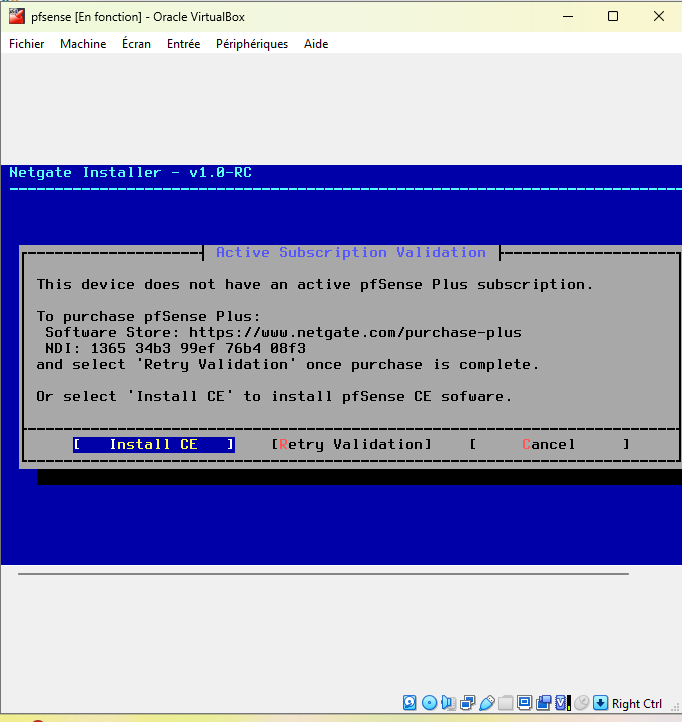 pfsense [En fonction] - Oracle VirtualBox
Fichier Machine Écran Entrée Périphériques Aide
Netgate Installer - v1.0-RC
Active Subscription Validation
This device does not have an active pfSense Plus subscription.
To purchase pfSense Plus:
Software Store: https://www.netgate.com/purchase-plus
NDI: 1365 34b3 99ef 76b4 08f3
and select 'Retry Validation' once purchase is complete.
Or select 'Install CE' to install pfSense CE sofware.
[ Install CE ] [Retry Validation] [ Cancel ]
Right Ctrl